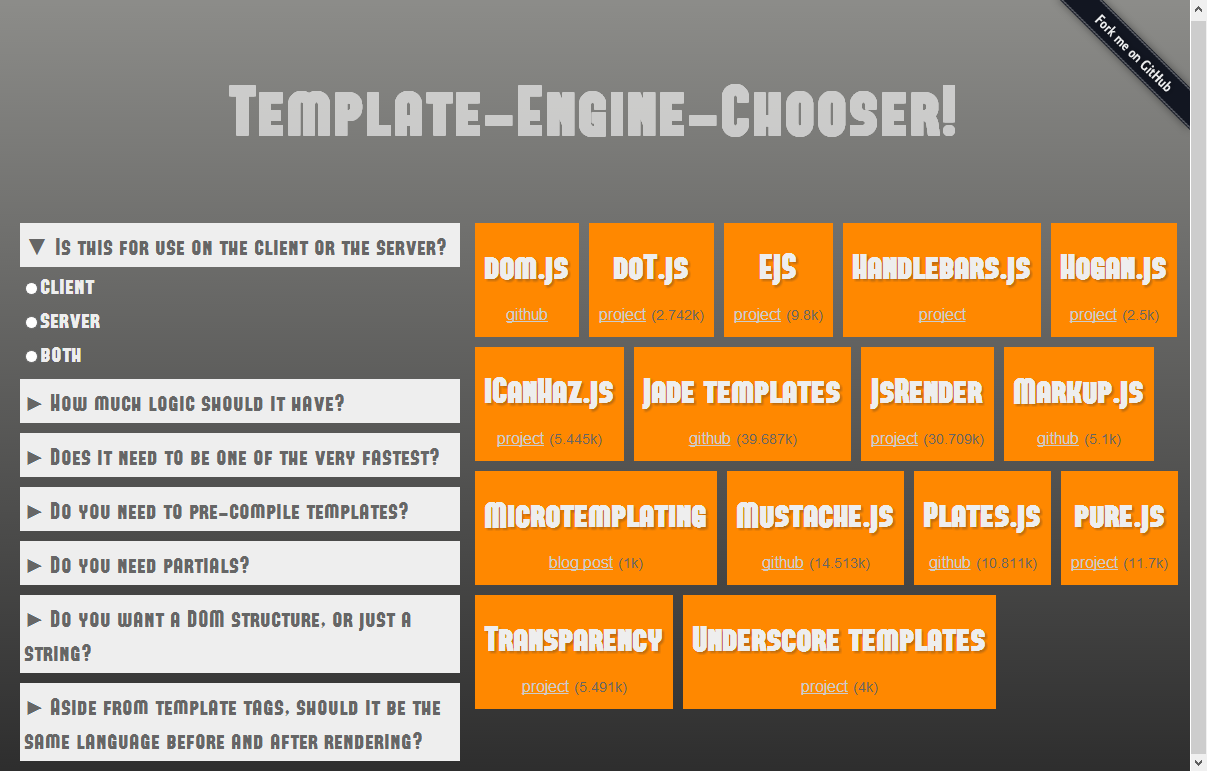 Fork me on GitHub
Template-Engine-Chooser!
▼ Is this for use on the client or the server?
client
server
both
► How much logic should it have?
► Does it need to be one of the very fastest?
► Do you need to pre-compile templates?
► Do you need partials?
► Do you want a DOM structure, or just a
string?
► Aside from template tags, should it be the
same language before and after rendering?
dom.js
github
doT.js
project (2.742k)
EJS
project (9.8k)
Handlebars.js
project
Hogan.js
project (2.5k)
ICanHaz.js
project (5.445k)
Jade templates
github (39.687k)
JsRender
project (30.709k)
Markup.js
github (5.1k)
Microtemplating
blog post (1k)
Mustache.js
github (14.513k)
Plates.js
github (10.811k)
pure.js
project (11.7k)
Transparency
project (5.491k)
Underscore templates
project (4k)